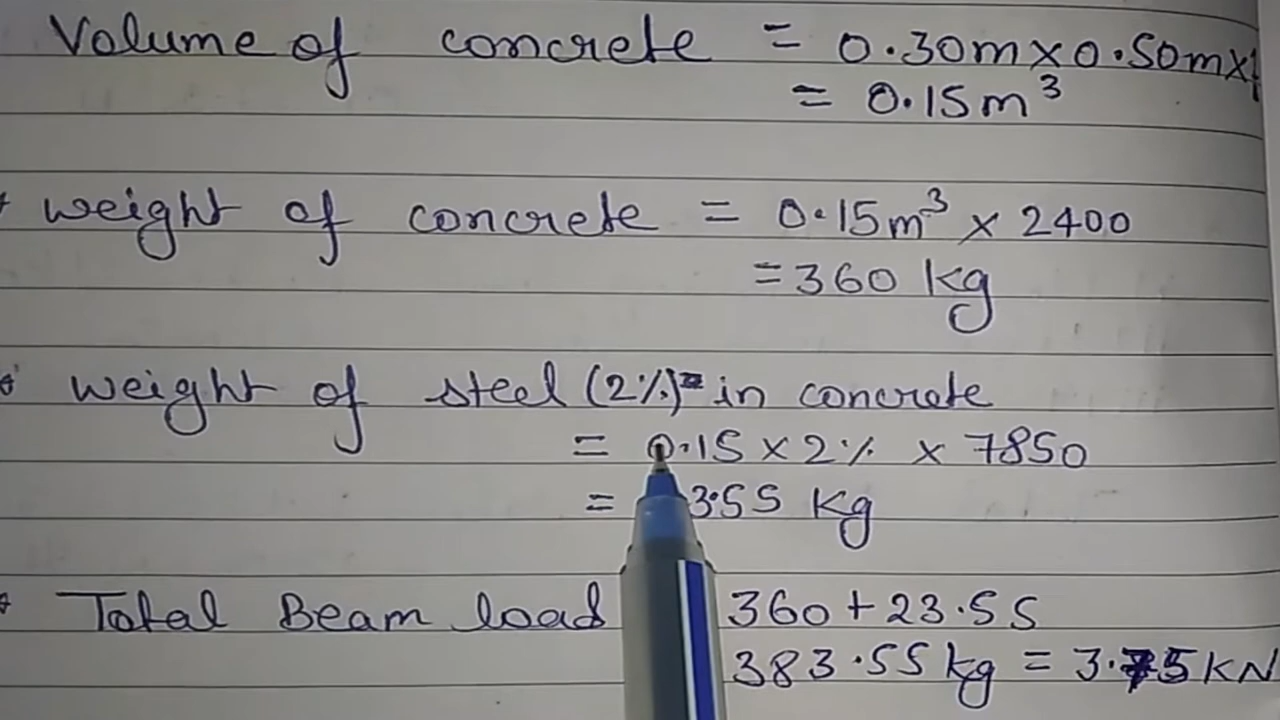 Volume of concrete = 0.30m×0.50m×1
= 0.15m³
weight of concrete = 0.15m³ × 2400
= 360 kg
weight of steel (2%) in concrete
= 0.15 × 2% × 7850
= 3.55 kg
Total Beam load 360 + 23.55
383.55 kg = 3.75 KN